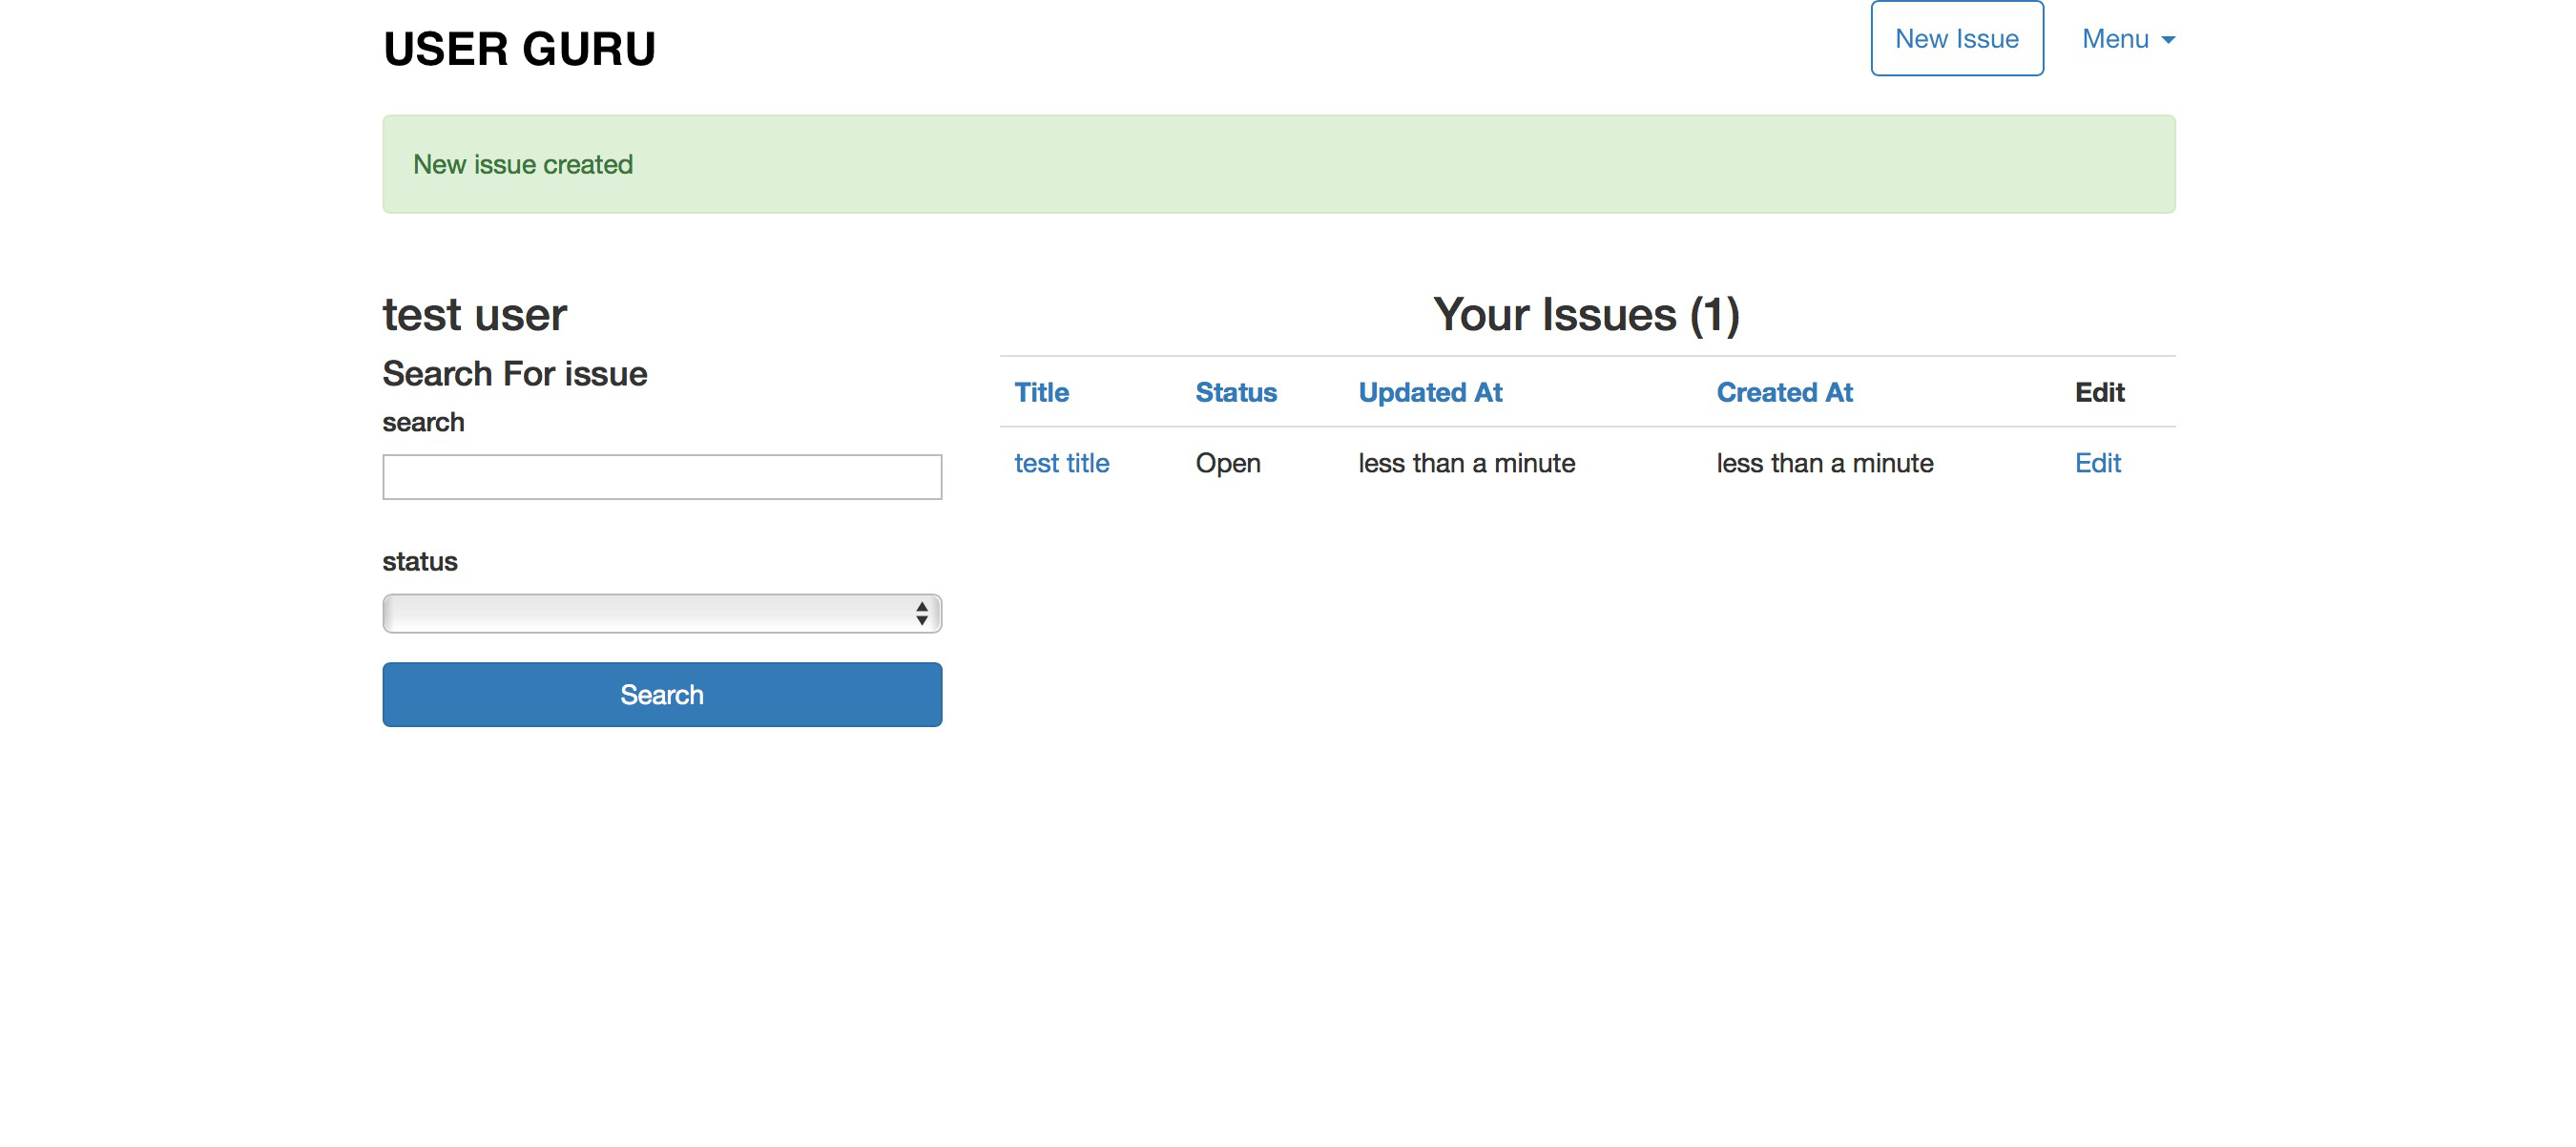 USER GURU
New Issue
Menu
New issue created
test user
Search For issue
search
status
Search
Your Issues (1)
Title Status Updated At Created At Edit
test title Open less than a minute less than a minute Edit